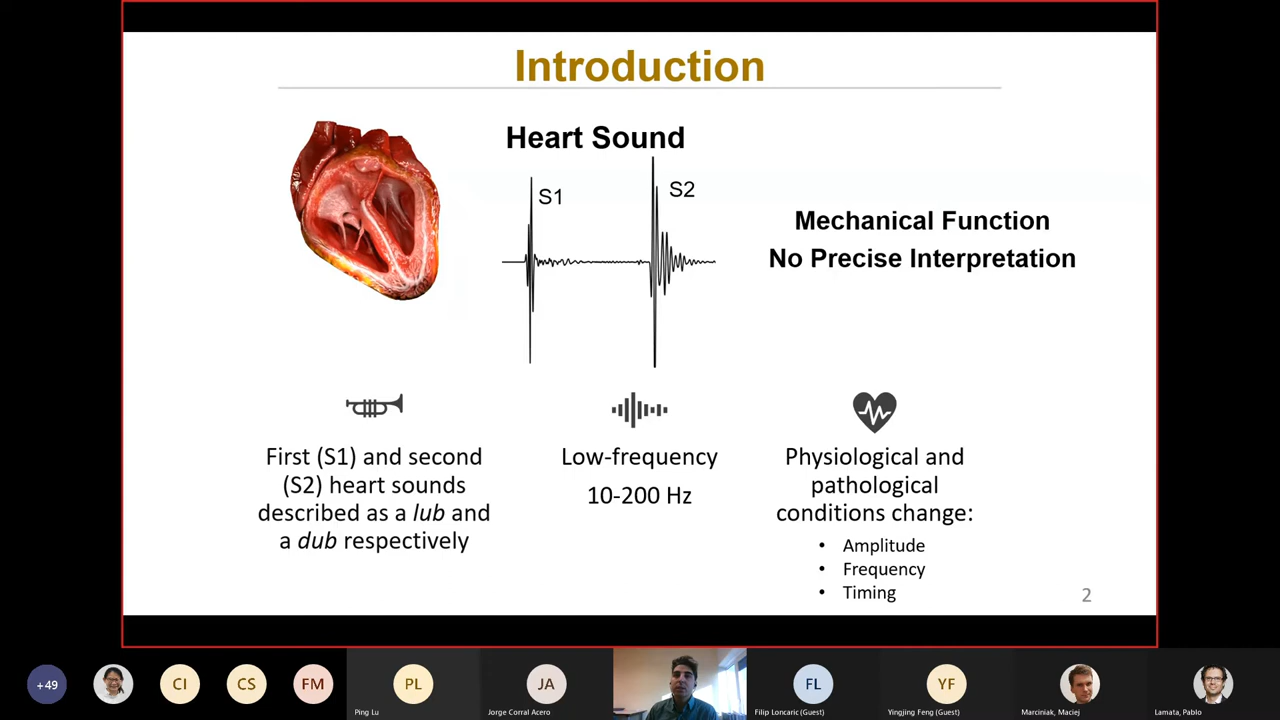 Introduction
Heart Sound
S1
S2
Mechanical Function
No Precise Interpretation
First (S1) and second
(S2) heart sounds
described as a lub and
a dub respectively
Low-frequency
10-200 Hz
Physiological and
pathological
conditions change:
• Amplitude
• Frequency
• Timing
2
+49
CI
CS
FM
PL
Ping Lu
JA
Jorge Corral Acero
FL
Filip Loncaric (Guest)
YF
Yingjing Feng (Guest)
Marciniak, Maciej
Lamata, Pablo